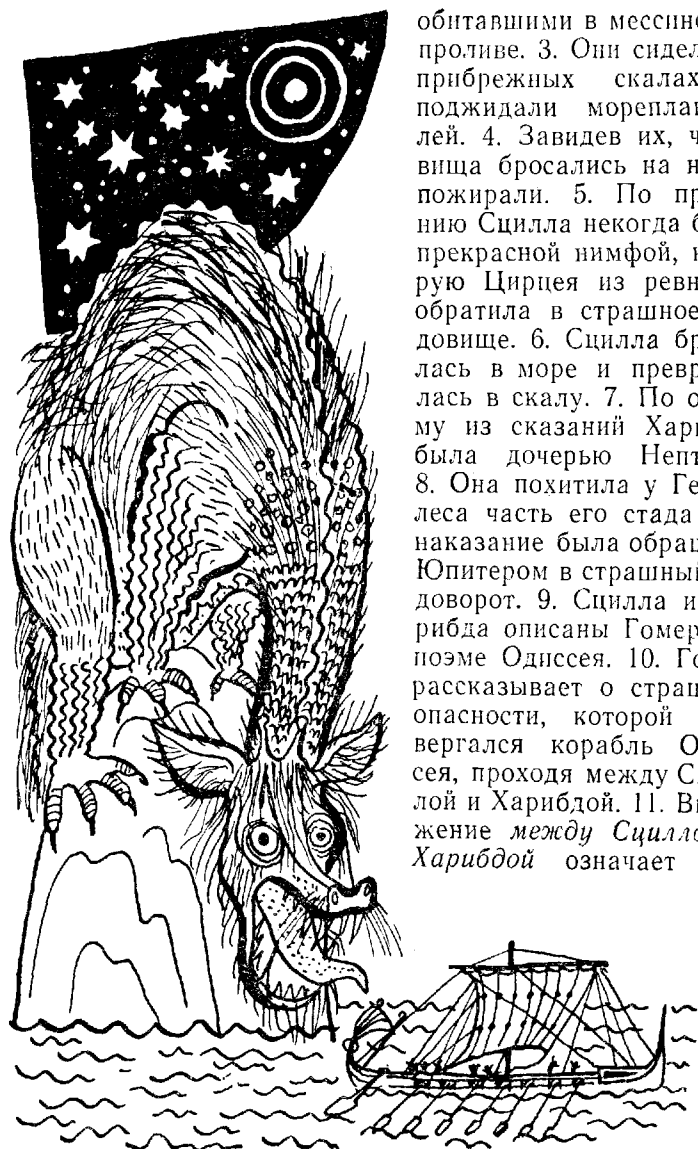 обитавшими в мессинс
проливе. 3. Они сидел
прибрежных скалах
поджидали мореплав
лей. 4. Завидев их, ч
вища бросались на н
пожирали. 5. По пр
нию Сцилла некогда б
прекрасной нимфой, к
рую Цирцея из ревн
обратила в страшное
довище. 6. Сцилла бр
лась в море и превр
лась в скалу. 7. По о
му из сказаний Хари
была дочерью Непт
8. Она похитила у Ге
леса часть его стада
наказание была обращ
Юпитером в страшный
доворот. 9. Сцилла и
рибда описаны Гомер
поэме Одиссея. 10. Го
рассказывает о страш
опасности, которой
вергался корабль О
сея, проходя между С
лой и Харибдой. 11. Вы
жение между Сцилло
Харибдой означает